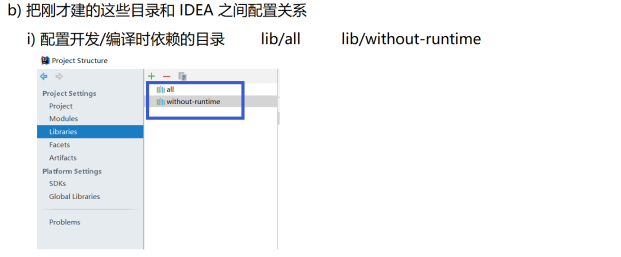 b) 把刚才建的这些目录和 IDEA 之间配置关系
i) 配置开发/编译时依赖的目录 lib/all lib/without-runtime
Project Structure
Project Settings
Project
Modules
Libraries
Facets
Artifacts
Platform Settings
SDKs
Global Libraries
Problems
all
without-runtime